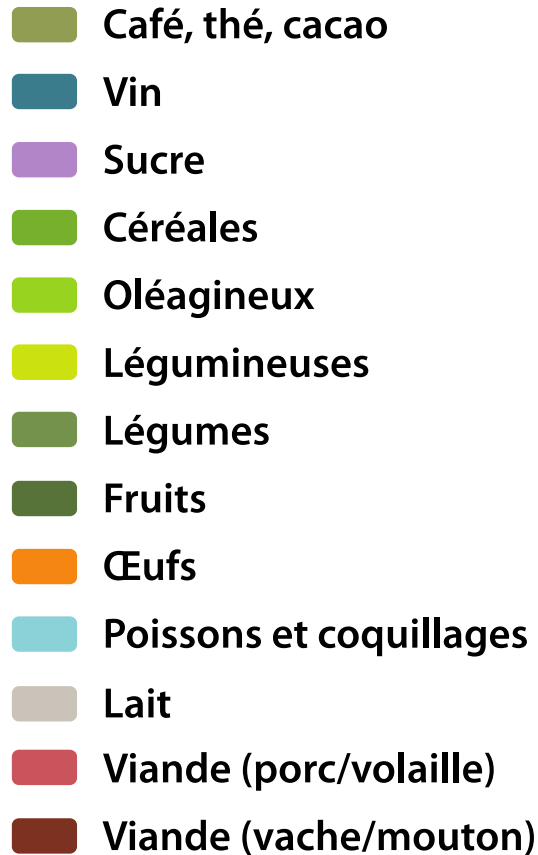 Café, thé, cacao
Vin
Sucre
Céréales
Oléagineux
Légumineuses
Légumes
Fruits
Œufs
Poissons et coquillages
Lait
Viande (porc/volaille)
Viande (vache/mouton)